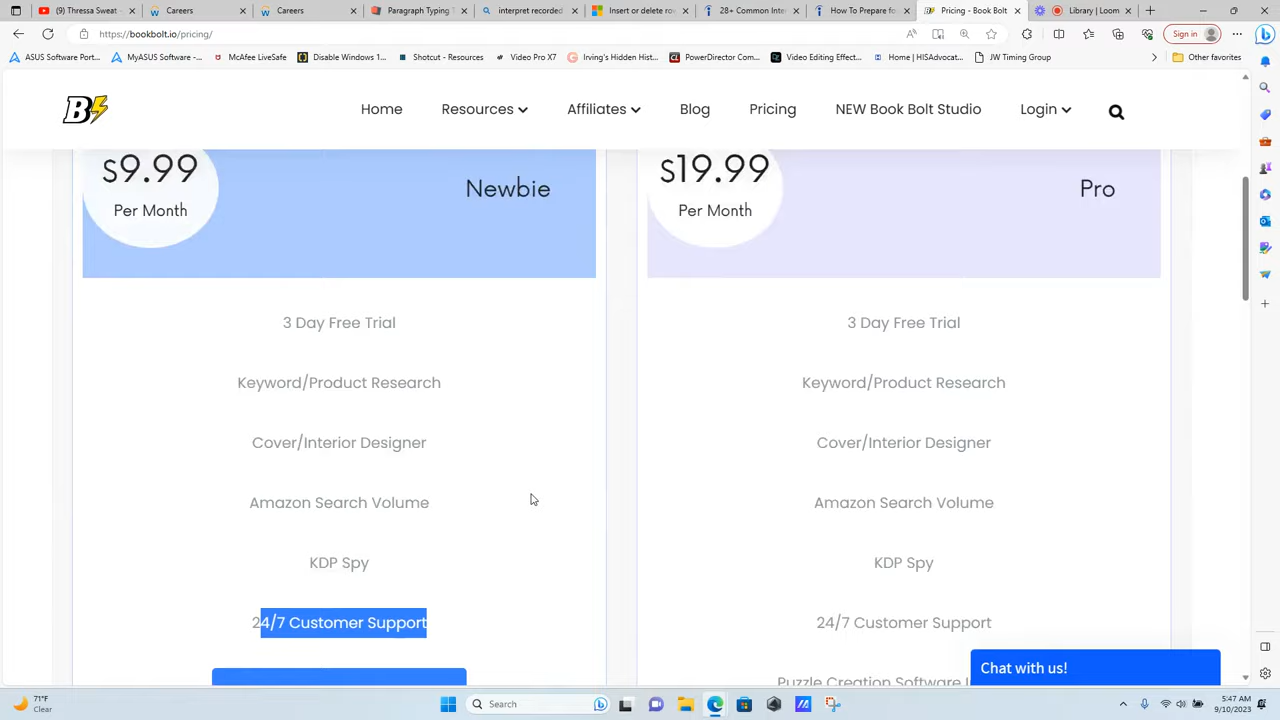 (9) Thressa Sweat -
Careers
Careers
Paragraph Typing T
interpret recorded
Insert or delete rov
28+ Common Inte
How To Prepare fo
Pricing - Book Bolt
Library | Loom
https://bookbolt.io/pricing/
Sign in
ASUS Software Port...
MyASUS Software -...
McAfee LiveSafe
Disable Windows 1...
Shotcut - Resources
Video Pro X7
Irving's Hidden Hist...
PowerDirector Com...
Video Editing Effect...
Home | HISAdvocat...
JW Timing Group
Other favorites
B
Home
Resources
Affiliates
Blog
Pricing
NEW Book Bolt Studio
Login
$9.99
Per Month
Newbie
$19.99
Per Month
Pro
3 Day Free Trial
3 Day Free Trial
Keyword/Product Research
Keyword/Product Research
Cover/Interior Designer
Cover/Interior Designer
Amazon Search Volume
Amazon Search Volume
KDP Spy
KDP Spy
24/7 Customer Support
24/7 Customer Support
Puzzle Creation Software
Chat with us!
71°F
Clear
Search
5:47 AM
9/10/2023